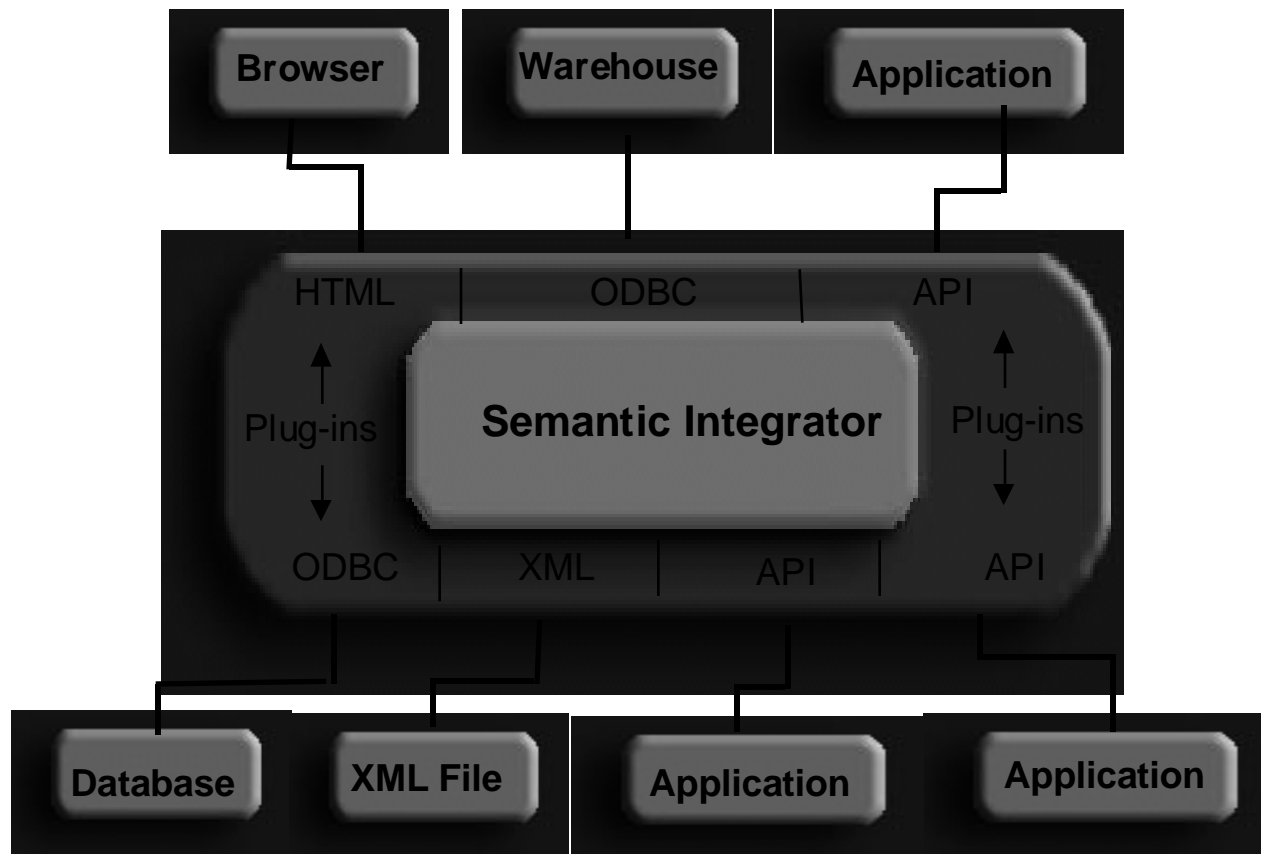 Browser
Warehouse
Application
HTML
ODBC
API
Plug-ins
Semantic Integrator
Plug-ins
ODBC
XML
API
API
Database
XML File
Application
Application